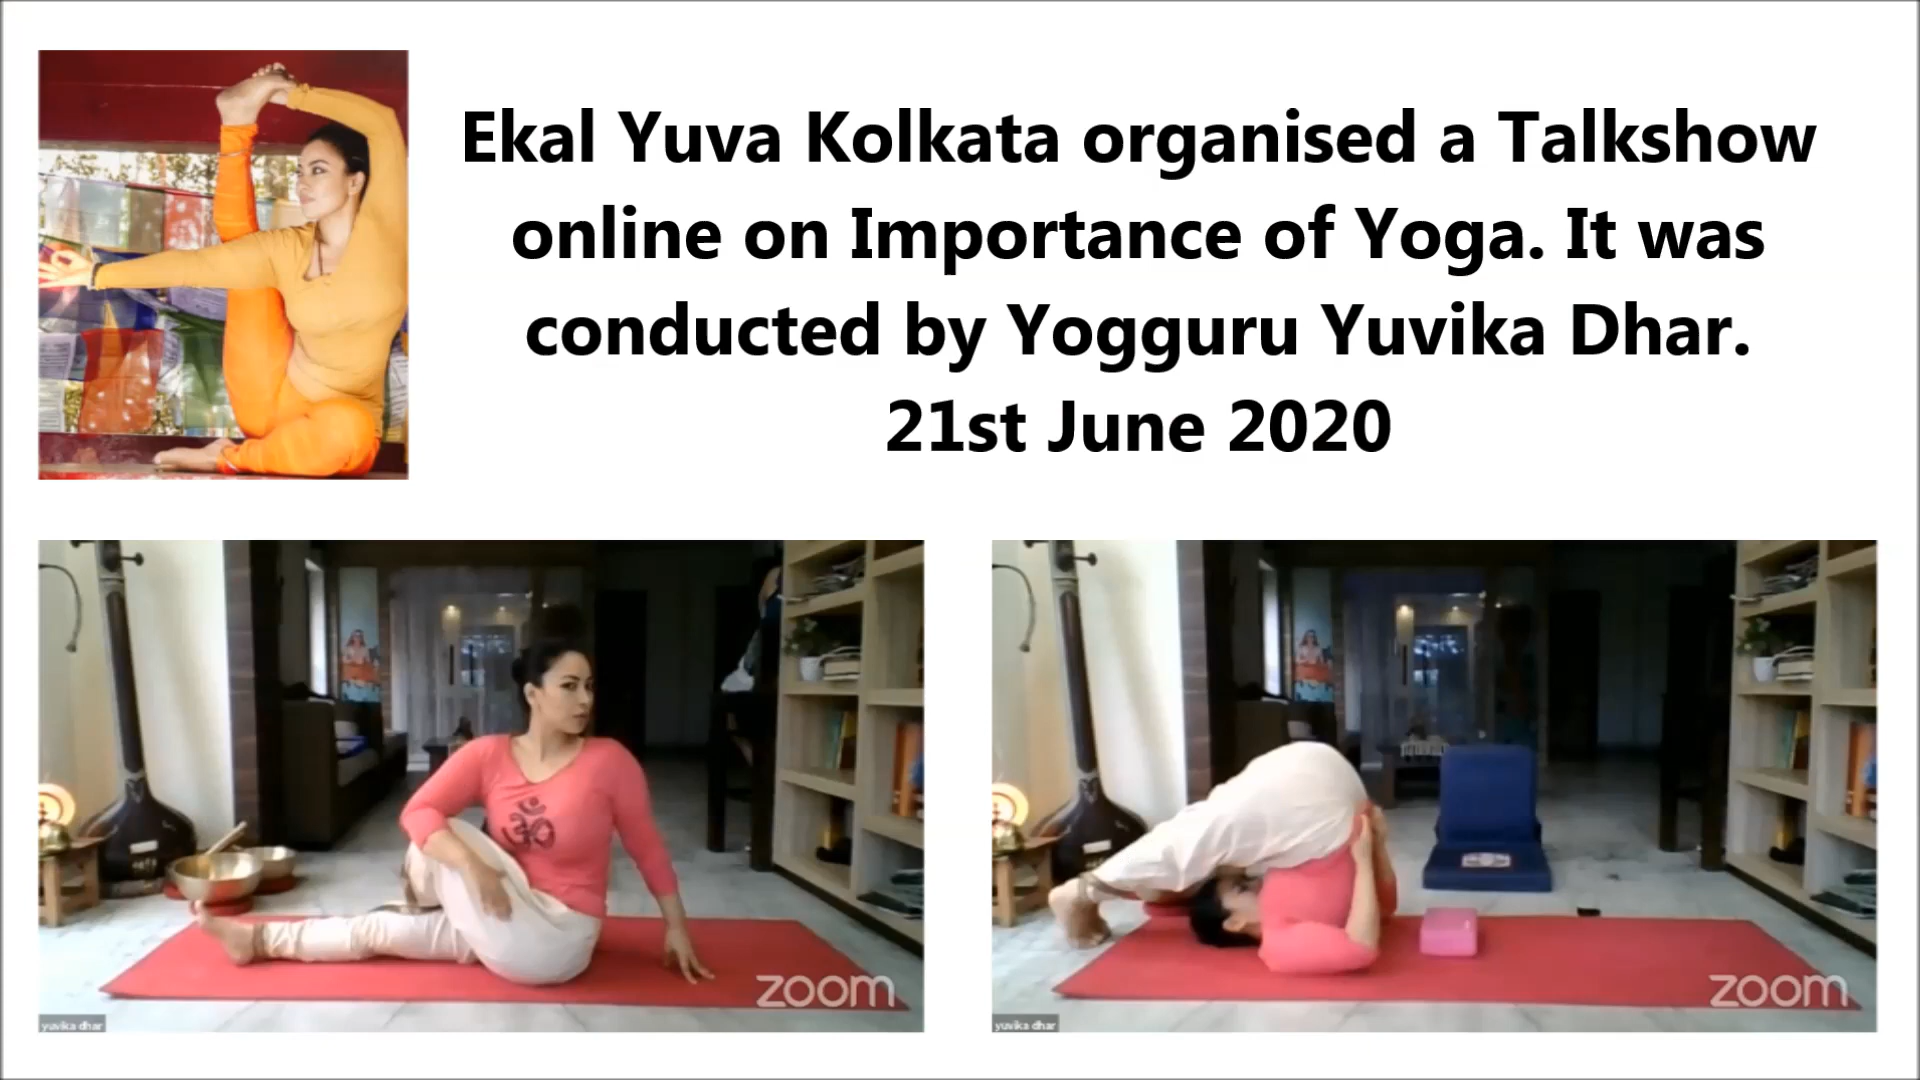 Ekal Yuva Kolkata organised a Talkshow
online on Importance of Yoga. It was
conducted by Yogguru Yuvika Dhar.
21st June 2020
ॐ
zoom
yuvika dhar
zoom
yuvika dhar